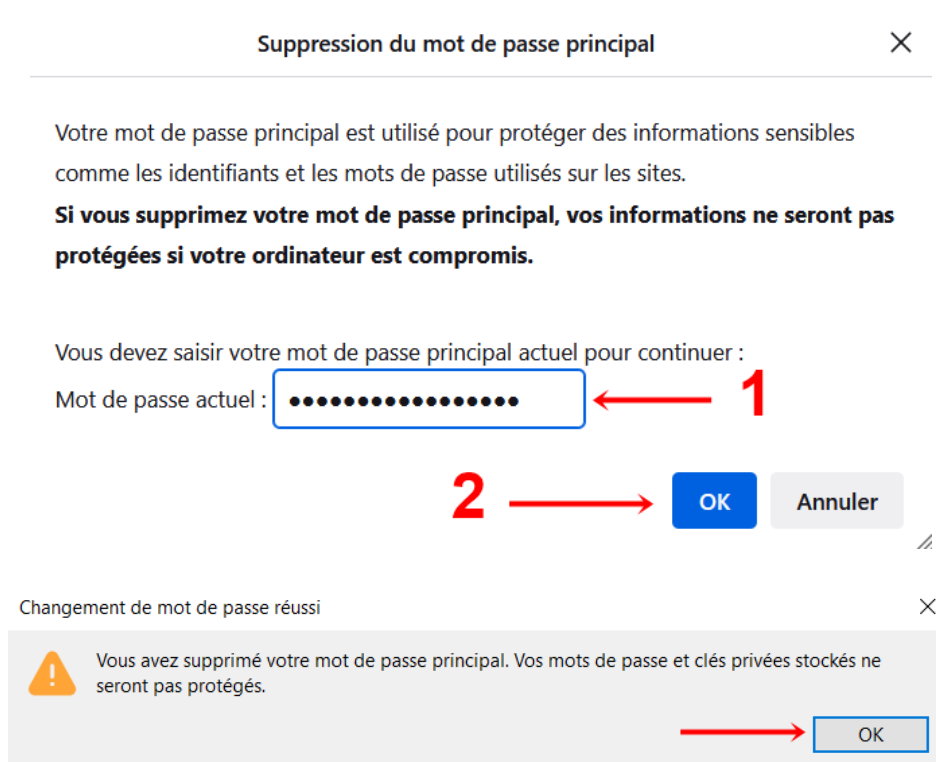 Suppression du mot de passe principal
Votre mot de passe principal est utilisé pour protéger des informations sensibles
comme les identifiants et les mots de passe utilisés sur les sites.
Si vous supprimez votre mot de passe principal, vos informations ne seront pas
protégées si votre ordinateur est compromis.
Vous devez saisir votre mot de passe principal actuel pour continuer :
Mot de passe actuel : ••••••••••••••••• 1
2 OK Annuler
Changement de mot de passe réussi
Vous avez supprimé votre mot de passe principal. Vos mots de passe et clés privées stockés ne
seront pas protégés.
OK